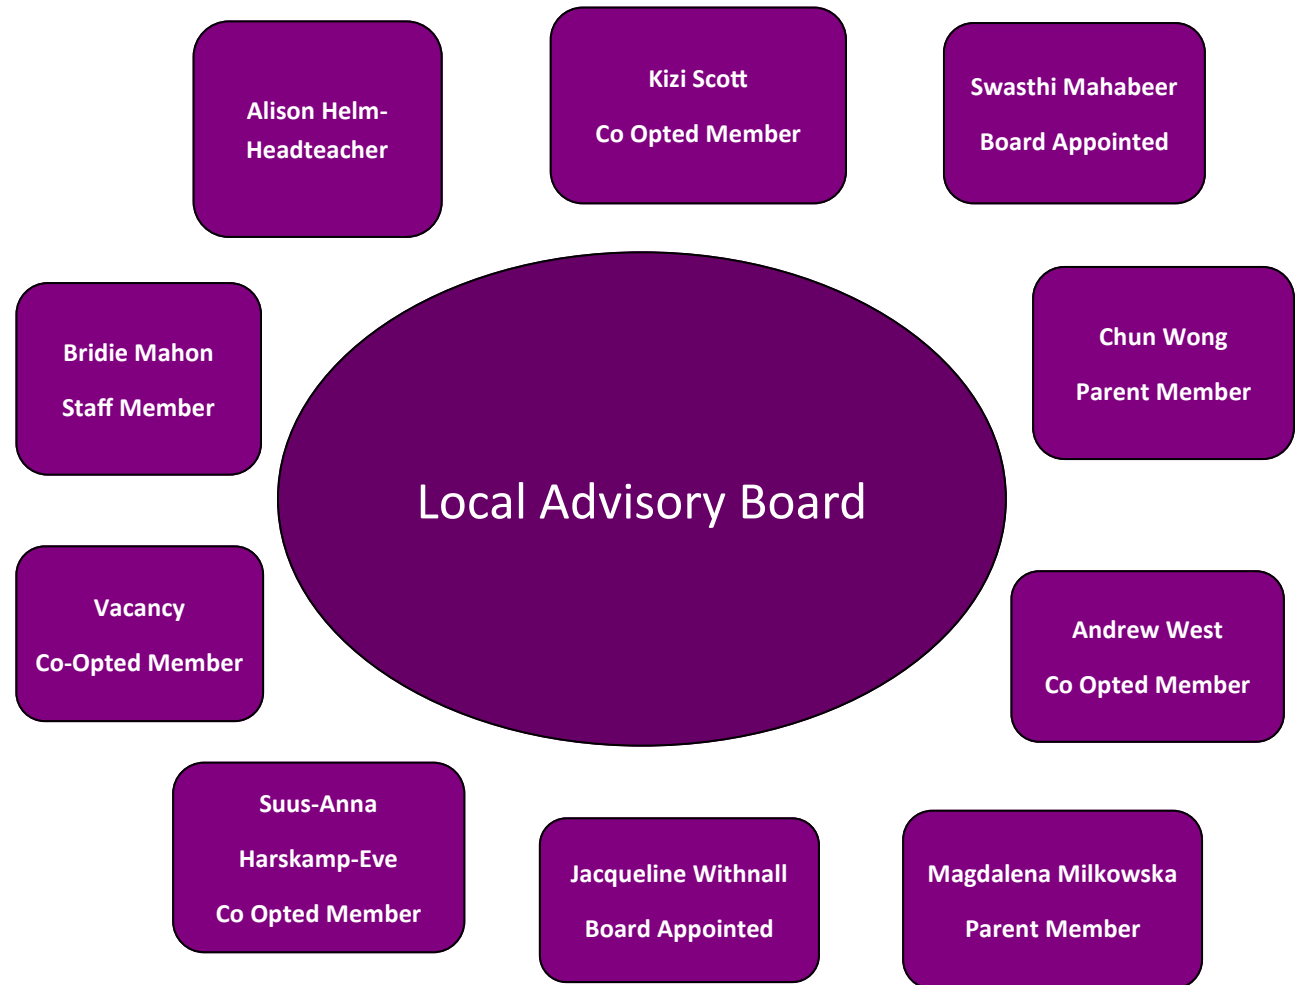 Alison Helm-
Headteacher
Kizi Scott
Co Opted Member
Swasthi Mahabeer
Board Appointed
Bridie Mahon
Staff Member
Chun Wong
Parent Member
Local Advisory Board
Vacancy
Co-Opted Member
Andrew West
Co Opted Member
Suus-Anna
Harskamp-Eve
Co Opted Member
Jacqueline Withnall
Board Appointed
Magdalena Milkowska
Parent Member